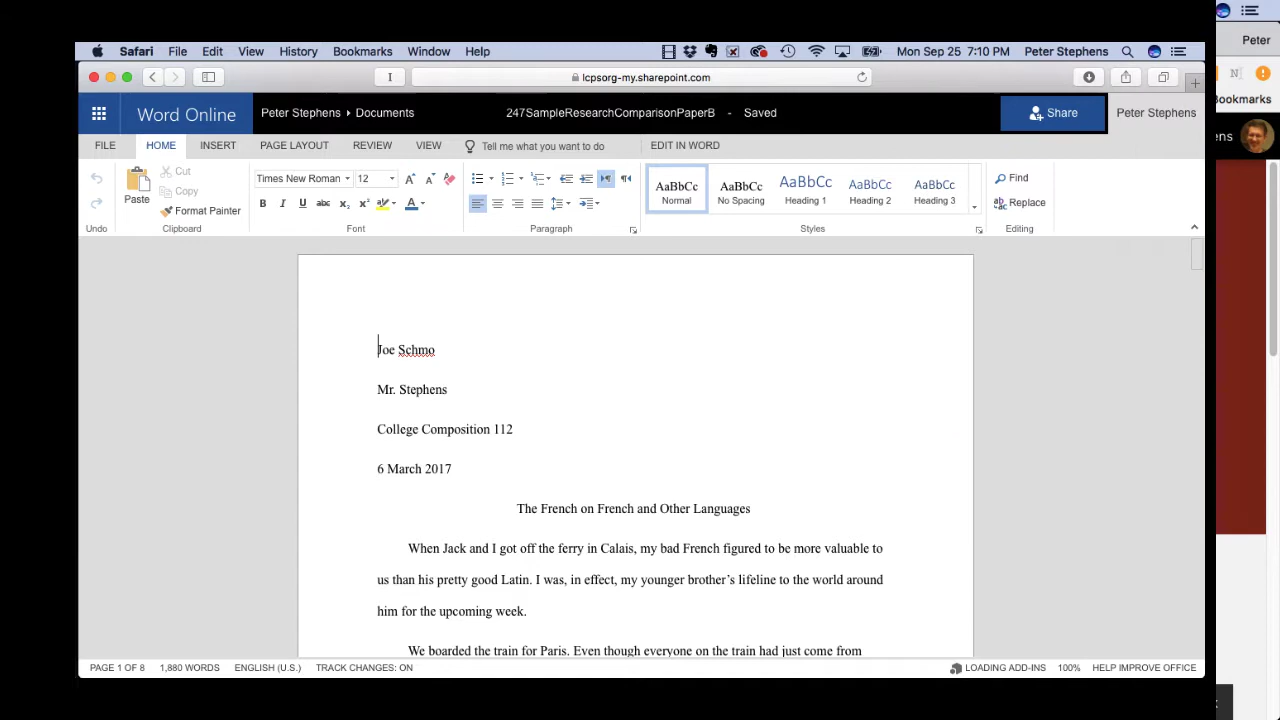 Safari File Edit View History Bookmarks Window Help Mon Sep 25 7:10 PM Peter Stephens
Peter
lcpsorg-my.sharepoint.com
Word Online Peter Stephens Documents 247SampleResearchComparisonPaperB - Saved Share Peter Stephens
FILE HOME INSERT PAGE LAYOUT REVIEW VIEW Tell me what you want to do EDIT IN WORD
Cut
Copy
Paste Format Painter
Times New Roman 12
AaBbCc AaBbCc AaBbCc AaBbCc AaBbCc
Normal No Spacing Heading 1 Heading 2 Heading 3
Find
Replace
Undo Clipboard Font Paragraph Styles Editing
Joe Schmo
Mr. Stephens
College Composition 112
6 March 2017
The French on French and Other Languages
When Jack and I got off the ferry in Calais, my bad French figured to be more valuable to
us than his pretty good Latin. I was, in effect, my younger brother’s lifeline to the world around
him for the upcoming week.
We boarded the train for Paris. Even though everyone on the train had just come from
PAGE 1 OF 8 1,880 WORDS ENGLISH (U.S.) TRACK CHANGES: ON LOADING ADD-INS 100% HELP IMPROVE OFFICE